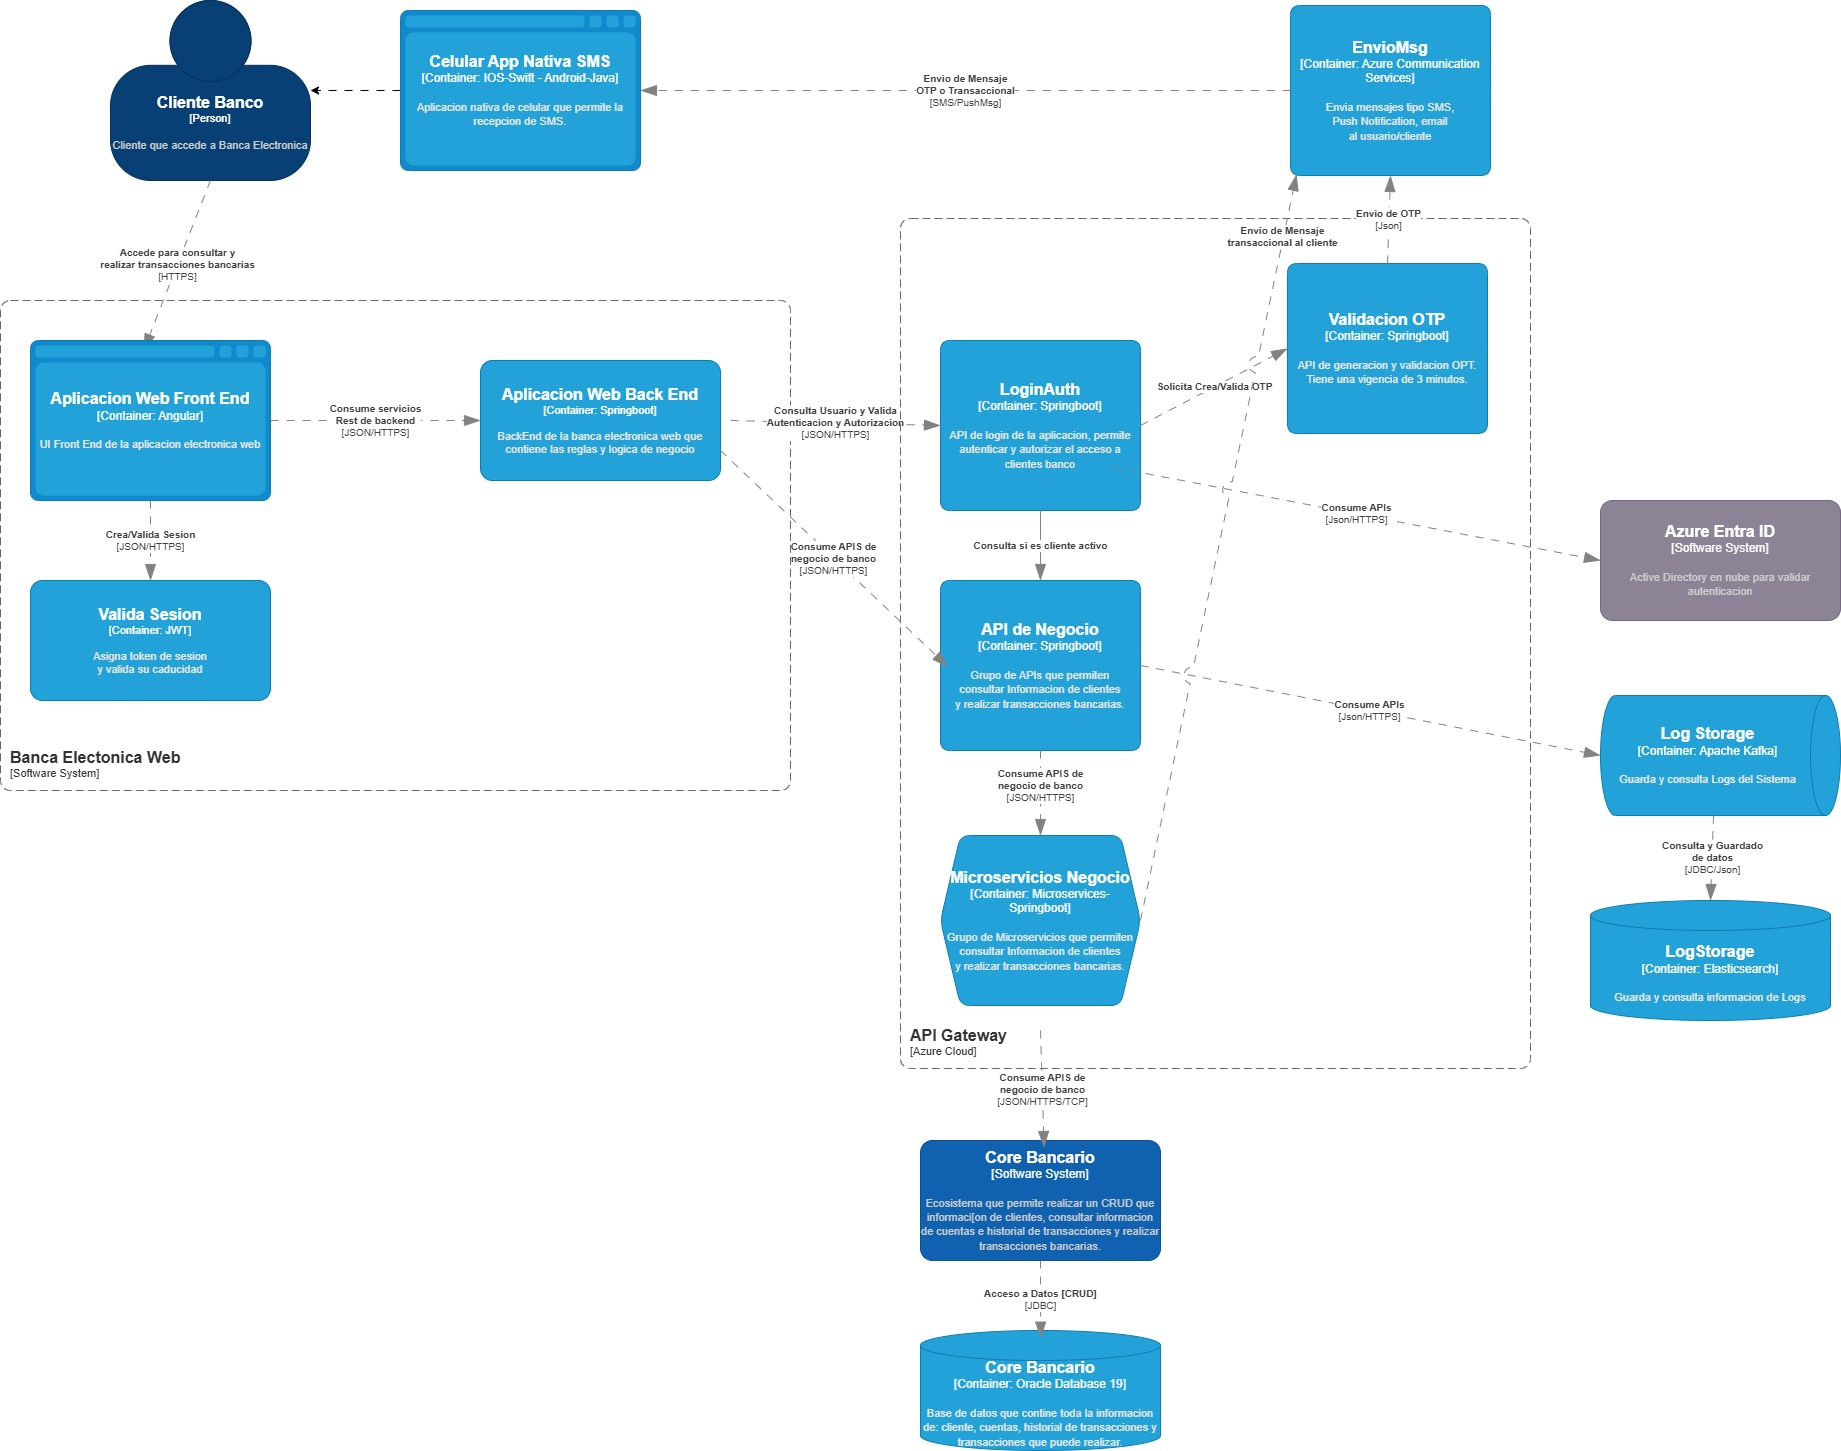 Cliente Banco
[Person]
Cliente que accede a Banca Electronica
Celular App Nativa SMS
[Container: IOS-Swift - Android-Java]
Aplicacion nativa de celular que permite la
recepcion de SMS.
Envio de Mensaje
OTP o Transaccional
[SMS/PushMsg]
EnvioMsg
[Container: Azure Communication
Services]
Envia mensajes tipo SMS,
Push Notification, email
al usuario/cliente
Accede para consultar y
realizar transacciones bancarias
[HTTPS]
Envio de OTP
[Json]
Envio de Mensaje
transaccional al cliente
Aplicacion Web Front End
[Container: Angular]
UI Front End de la aplicacion electronica web
Consume servicios
Rest de backend
[JSON/HTTPS]
Aplicacion Web Back End
[Container: Springboot]
BackEnd de la banca electronica web que
contiene las reglas y logica de negocio
Consulta Usuario y Valida
Autenticacion y Autorizacion
[JSON/HTTPS]
LoginAuth
[Container: Springboot]
API de login de la aplicacion, permite
autenticar y autorizar el acceso a
clientes banco
Solicita Crea/Valida OTP
Validacion OTP
[Container: Springboot]
API de generacion y validacion OPT.
Tiene una vigencia de 3 minutos.
Crea/Valida Sesion
[JSON/HTTPS]
Consume APIS de
negocio de banco
[JSON/HTTPS]
Consulta si es cliente activo
Consume APIs
[Json/HTTPS]
Azure Entra ID
[Software System]
Active Directory en nube para validar
autenticacion
Valida Sesion
[Container: JWT]
Asigna token de sesion
y valida su caducidad
API de Negocio
[Container: Springboot]
Grupo de APIs que permiten
consultar Informacion de clientes
y realizar transacciones bancarias.
Consume APIs
[Json/HTTPS]
Log Storage
[Container: Apache Kafka]
Guarda y consulta Logs del Sistema
Banca Electonica Web
[Software System]
Consume APIS de
negocio de banco
[JSON/HTTPS]
Consulta y Guardado
de datos
[JDBC/Json]
Microservicios Negocio
[Container: Microservices-
Springboot]
Grupo de Microservicios que permiten
consultar Informacion de clientes
y realizar transacciones bancarias.
LogStorage
[Container: Elasticsearch]
Guarda y consulta informacion de Logs
API Gateway
[Azure Cloud]
Consume APIS de
negocio de banco
[JSON/HTTPS/TCP]
Core Bancario
[Software System]
Ecosistema que permite realizar un CRUD que
informaci[on de clientes, consultar informacion
de cuentas e historial de transacciones y realizar
transacciones bancarias.
Acceso a Datos [CRUD]
[JDBC]
Core Bancario
[Container: Oracle Database 19]
Base de datos que contine toda la informacion
de: cliente, cuentas, historial de transacciones y
transacciones que puede realizar.